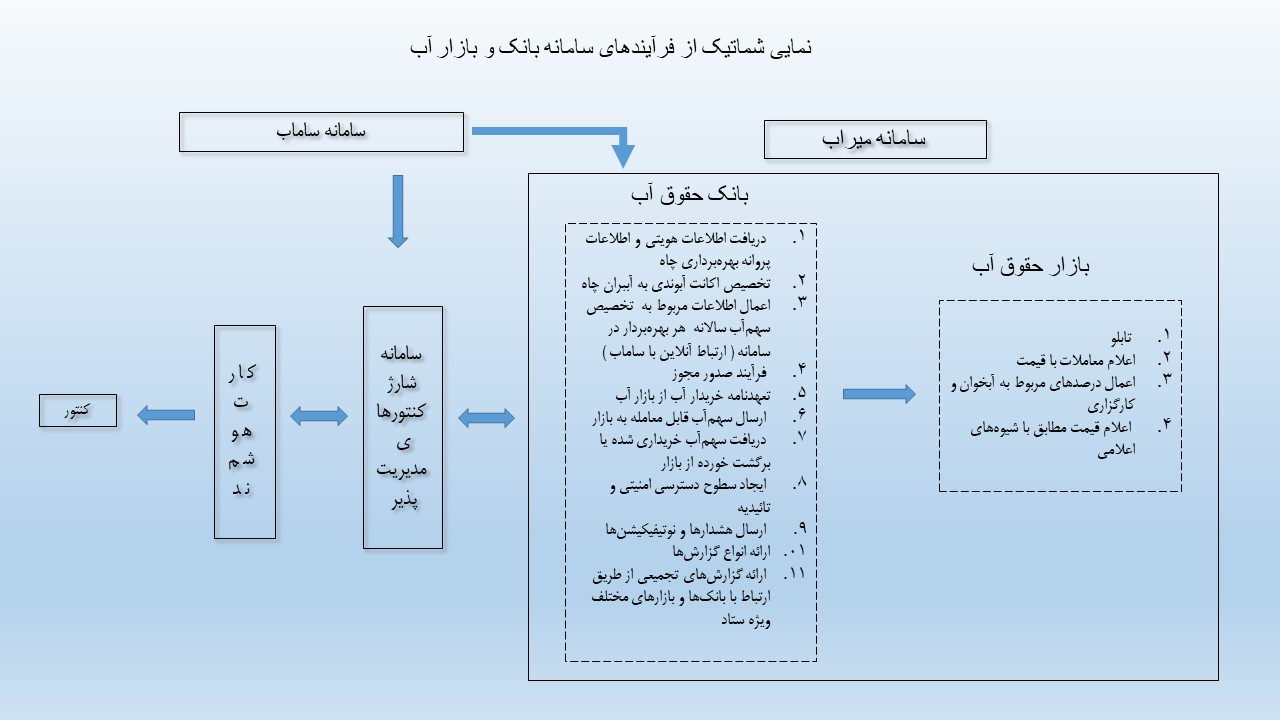 نمایی شماتیک از فرآیندهای سامانه بانک و بازار آب
سامانه میراب
سامانه ساماب
بازار حقوق آب
۱. تابلو
۲. اعلام معاملات با قیمت
۳. اعمال درصدهای مربوط به آبخوان و
کارگزاری
۴. اعلام قیمت مطابق با شیوه‌های
اعلامی
بانک حقوق آب
۱. دریافت اطلاعات هویتی و اطلاعات
پروانه بهره‌برداری چاه
۲. تخصیص اکانت آبوندی به آببران چاه
۳. اعمال اطلاعات مربوط به تخصیص
سهم‌آب سالانه هر بهره‌بردار در
سامانه ( ارتباط آنلاین با ساماب )
۴. فرآیند صدور مجوز
۵. تعهدنامه خریدار آب از بازار آب
۶. ارسال سهم‌آب قابل معامله به بازار
۷. دریافت سهم‌آب خریداری شده یا
برگشت خورده از بازار
۸. ایجاد سطوح دسترسی امنیتی و
تائیدیه
۹. ارسال هشدارها و نوتیفیکیشن‌ها
۰۱. ارائه انواع گزارش‌ها
۱۱. ارائه گزارش‌های تجمیعی از طریق
ارتباط با بانک‌ها و بازارهای مختلف
ویژه ستاد
سامانه
شارژ
کنتورها
ی
مدیریت
پذیر
کار
ت
هو
شم
ند
کنتور